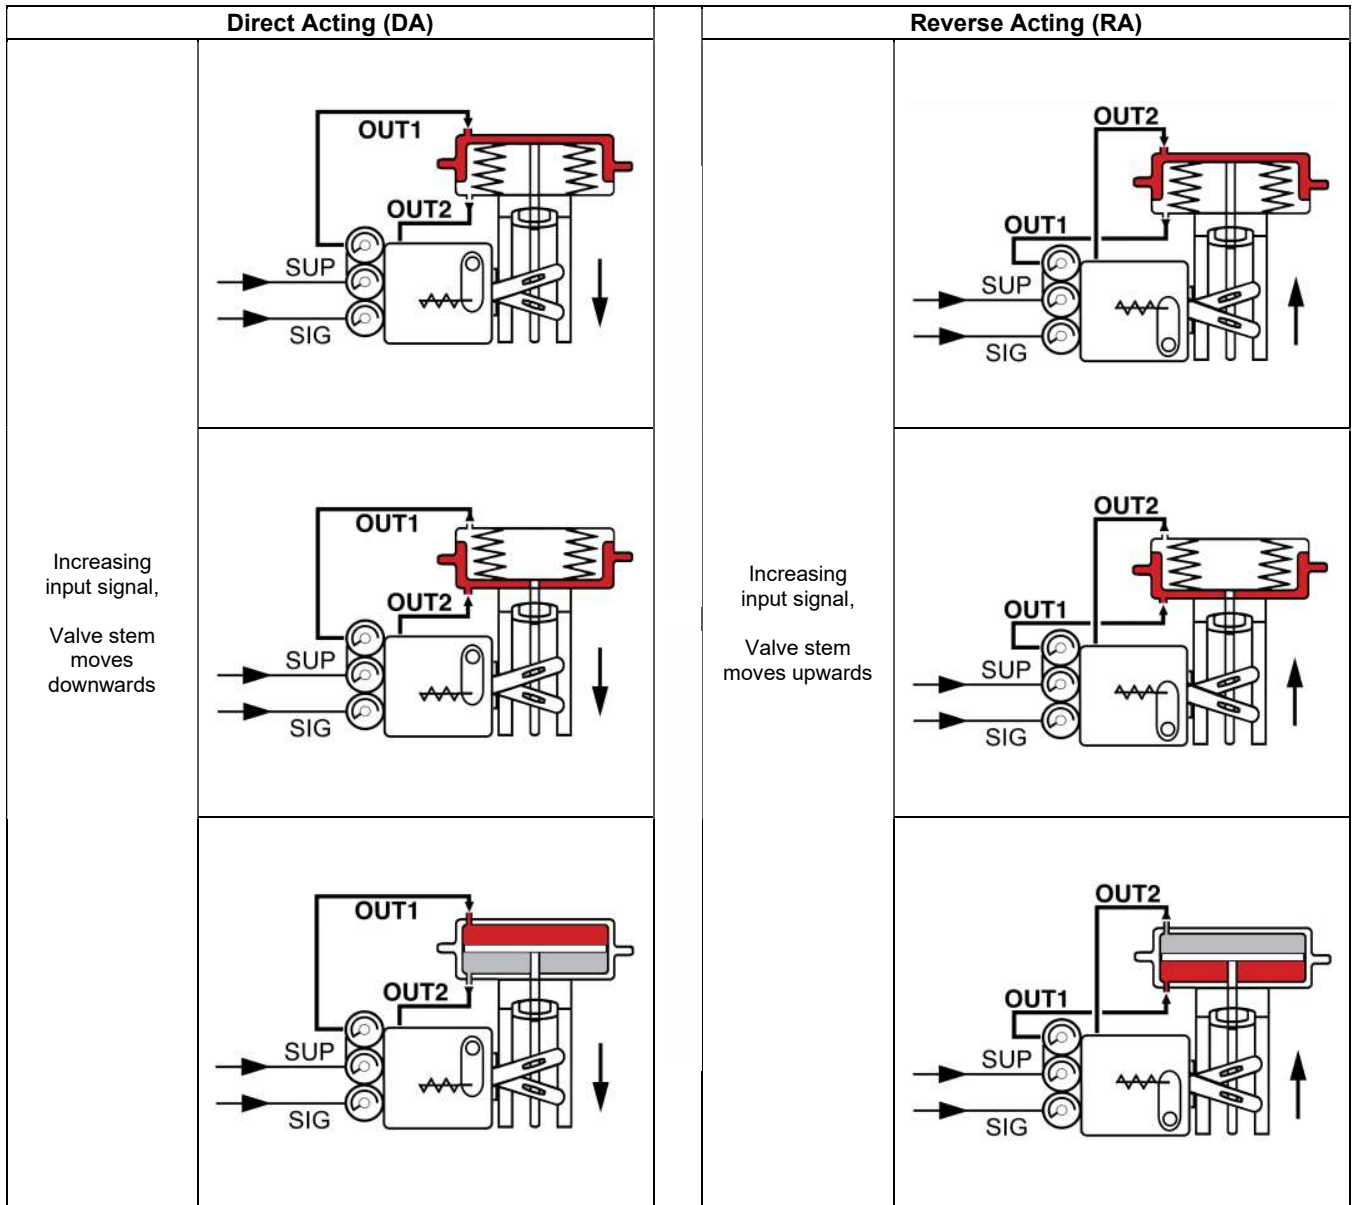 Direct Acting (DA)
Reverse Acting (RA)
Increasing
input signal,
Valve stem
moves
downwards
OUT1
OUT2
SUP
SIG
OUT1
OUT2
SUP
SIG
OUT1
OUT2
SUP
SIG
Increasing
input signal,
Valve stem
moves upwards
OUT2
OUT1
SUP
SIG
OUT2
OUT1
SUP
SIG
OUT2
OUT1
SUP
SIG